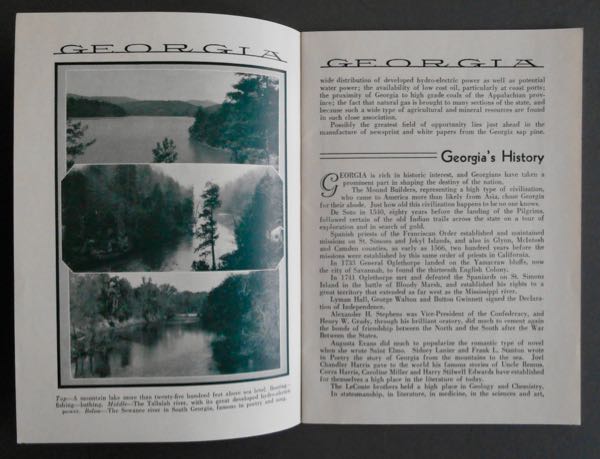 GEORGIA
Top—A mountain lake more than twenty-five hundred feet above sea level. Boating—
fishing—bathing. Middle—The Tallulah river, with its great developed hydro-electric
power. Below—The Suwanee river in South Georgia, famous in poetry and song.
GEORGIA
wide distribution of developed hydro-electric power as well as potential
water power; the availability of low cost oil, particularly at coast ports;
the proximity of Georgia to high grade coals of the Appalachian prov-
ince; the fact that natural gas is brought to many sections of the state, and
because such a wide type of agricultural and mineral resources are found
in such close association.
Possibly the greatest field of opportunity lies just ahead in the
manufacture of newsprint and white papers from the Georgia sap pine.
Georgia's History
GEORGIA is rich in historic interest, and Georgians have taken a
prominent part in shaping the destiny of the nation.
The Mound Builders, representing a high type of civilization,
who came to America more than likely from Asia, chose Georgia
for their abode. Just how old this civilization happens to be no one knows.
De Soto in 1540, eighty years before the landing of the Pilgrims,
followed certain of the old Indian trails across the state on a tour of
exploration and in search of gold.
Spanish priests of the Franciscan Order established and maintained
missions on St. Simons and Jekyl Islands, and also in Glynn, McIntosh
and Camden counties, as early as 1566, two hundred years before the
missions were established by this same order of priests in California.
In 1733 General Oglethorpe landed on the Yamacraw bluffs, now
the city of Savannah, to found the thirteenth English Colony.
In 1741 Oglethorpe met and defeated the Spaniards on St. Simons
Island in the battle of Bloody Marsh, and established his rights to a
great territory that extended as far west as the Mississippi river.
Lyman Hall, George Walton and Button Gwinnett signed the Declara-
tion of Independence.
Alexander H. Stephens was Vice-President of the Confederacy, and
Henry W. Grady, through his brilliant oratory, did much to cement again
the bonds of friendship between the North and the South after the War
Between the States.
Augusta Evans did much to popularize the romantic type of novel
when she wrote Saint Elmo. Sidney Lanier and Frank L. Stanton wrote
in Poetry the story of Georgia from the mountains to the sea. Joel
Chandler Harris gave to the world his famous stories of Uncle Remus.
Corra Harris, Caroline Miller and Harry Stillwell Edwards have established
for themselves a high place in the literature of today.
The LeConte brothers held a high place in Geology and Chemistry.
In statesmanship, in literature, in medicine, in the sciences and art,